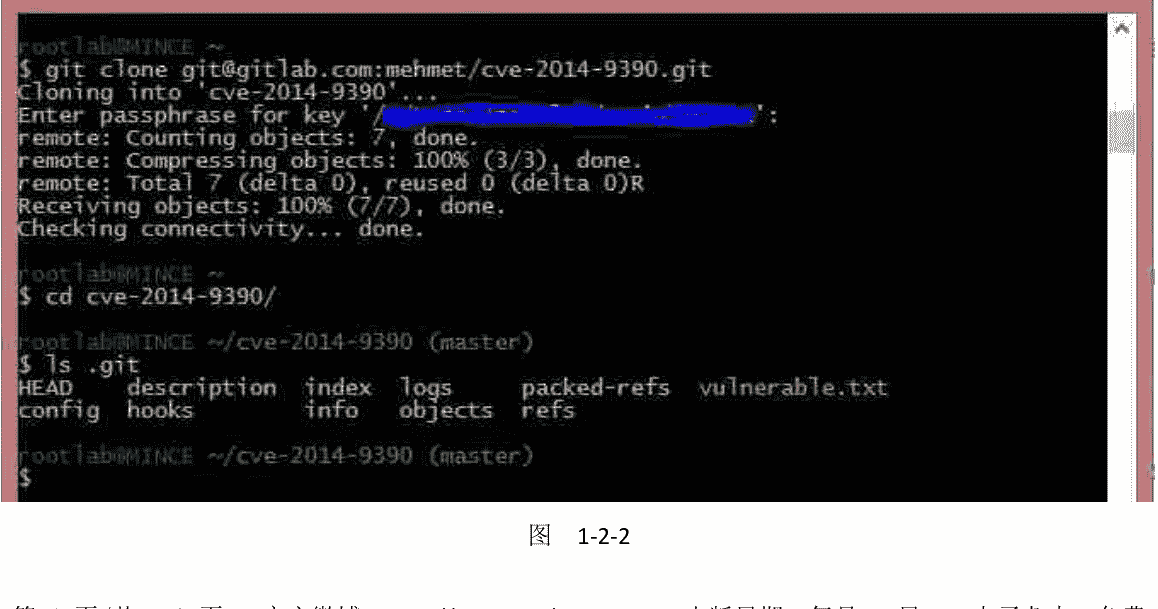 rootlab@MINCE ~
$ git clone git@gitlab.com:mehmet/cve-2014-9390.git
Cloning into 'cve-2014-9390'...
Enter passphrase for key '/ ':
remote: Counting objects: 7, done.
remote: Compressing objects: 100% (3/3), done.
remote: Total 7 (delta 0), reused 0 (delta 0)R
Receiving objects: 100% (7/7), done.
Checking connectivity... done.
rootlab@MINCE ~
$ cd cve-2014-9390/
rootlab@MINCE ~/cve-2014-9390 (master)
$ ls .git
HEAD description index logs packed-refs vulnerable.txt
config hooks info objects refs
rootlab@MINCE ~/cve-2014-9390 (master)
$
图 1-2-2